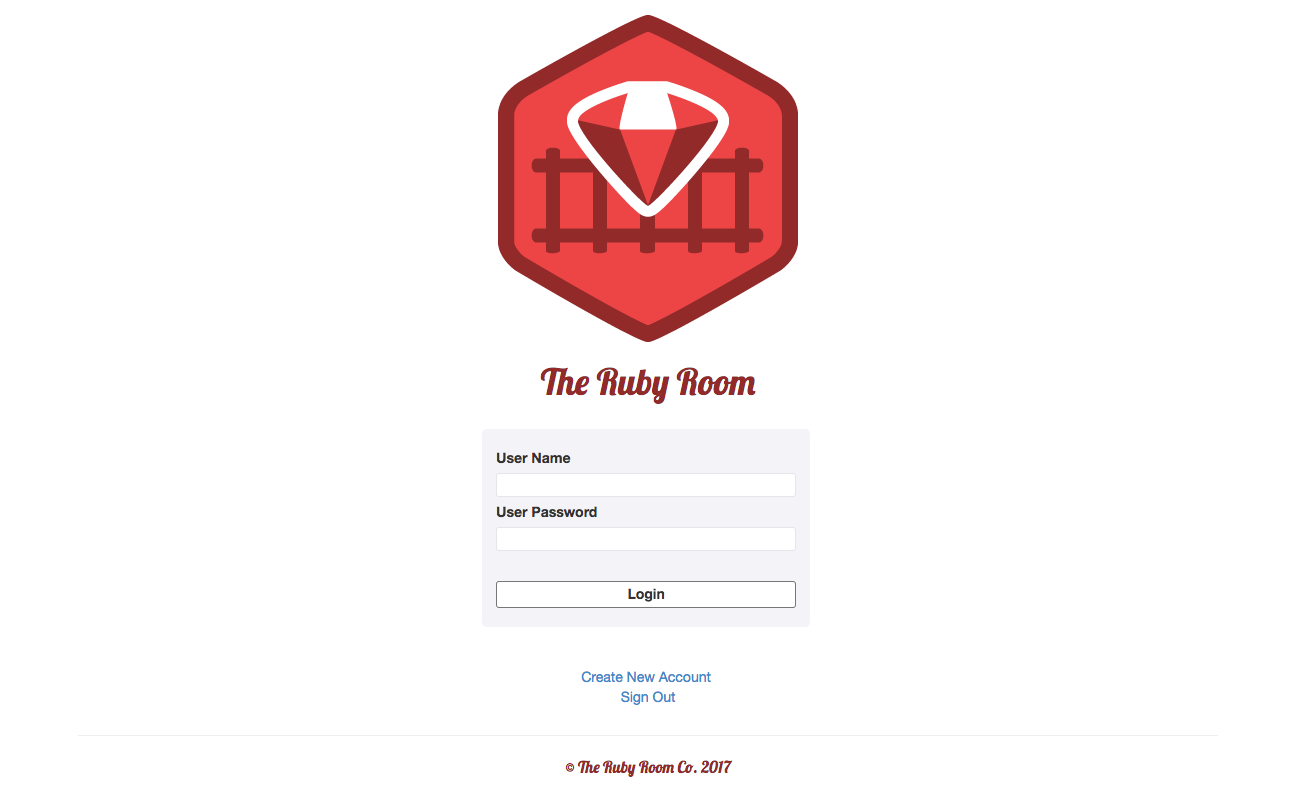 The Ruby Room
User Name
User Password
Login
Create New Account
Sign Out
© The Ruby Room Co. 2017